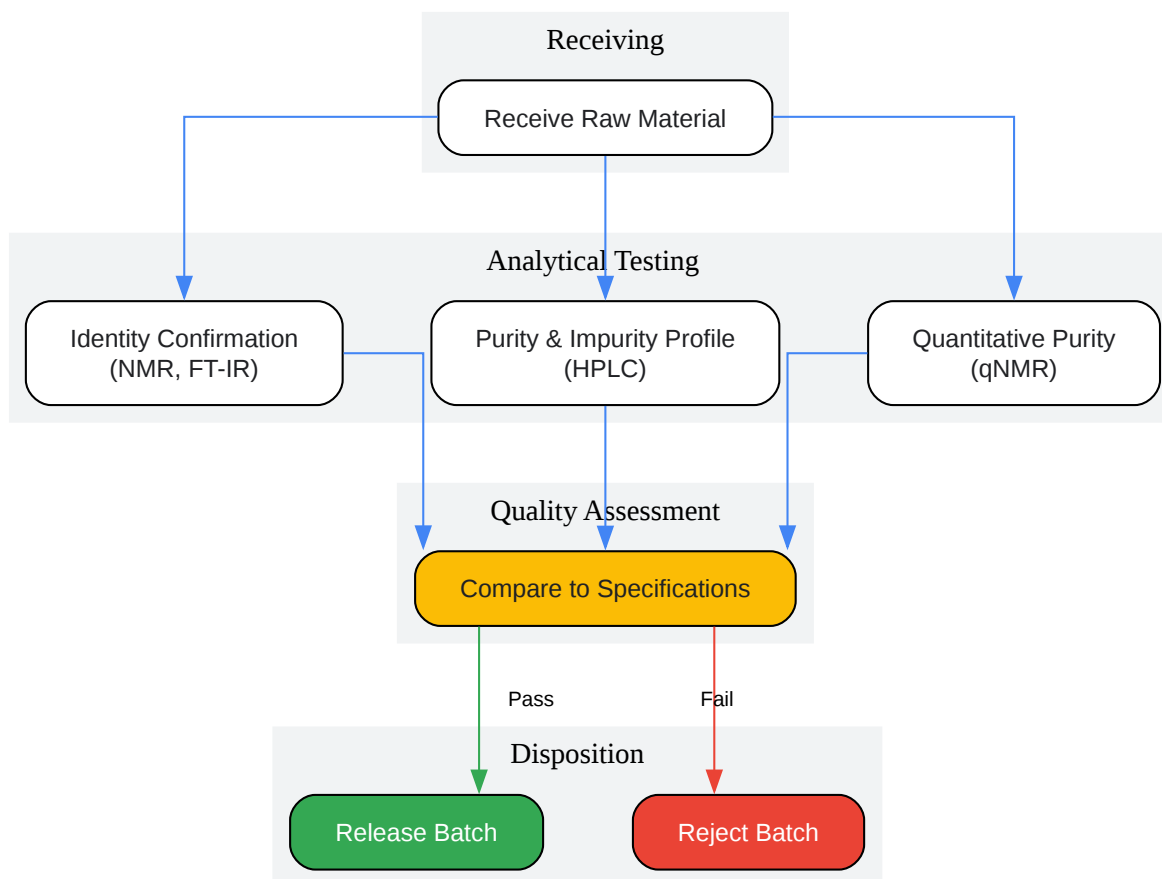 Receiving
Receive Raw Material
Analytical Testing
Identity Confirmation
(NMR, FT-IR)
Purity & Impurity Profile
(HPLC)
Quantitative Purity
(qNMR)
Quality Assessment
Compare to Specifications
Pass
Fail
Disposition
Release Batch
Reject Batch